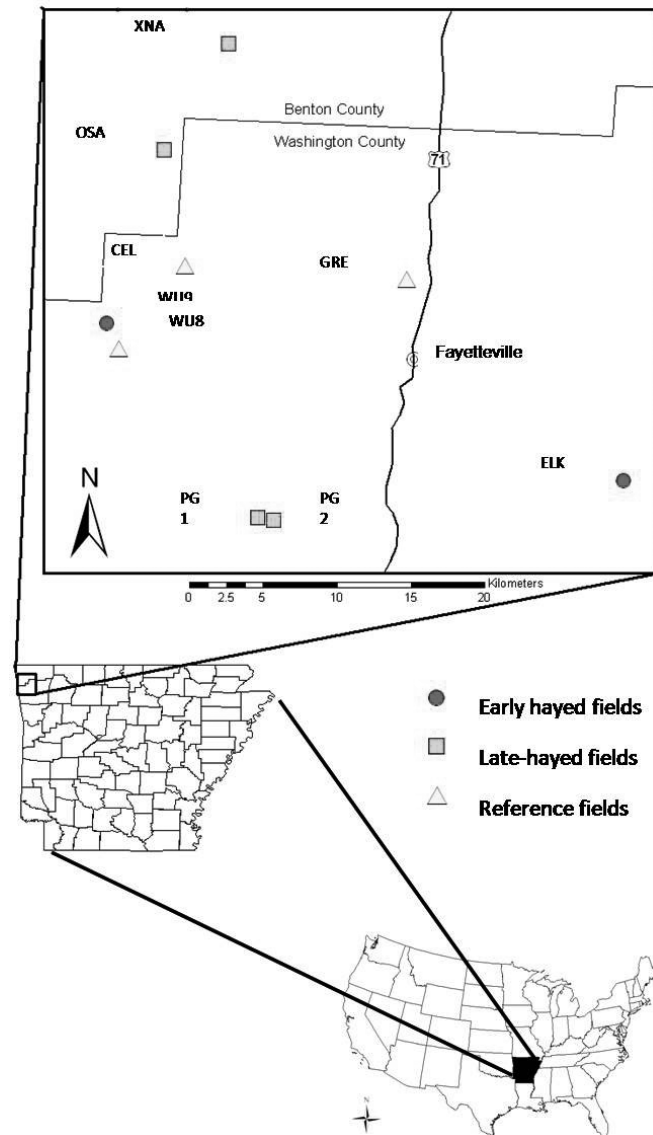 XNA
Benton County
OSA
Washington County
71
CEL
GRE
WU9
WU8
Fayetteville
ELK
N
PG
1
PG
2
Kilometers
0 2.5 5 10 15 20
Early hayed fields
Late-hayed fields
Reference fields
N